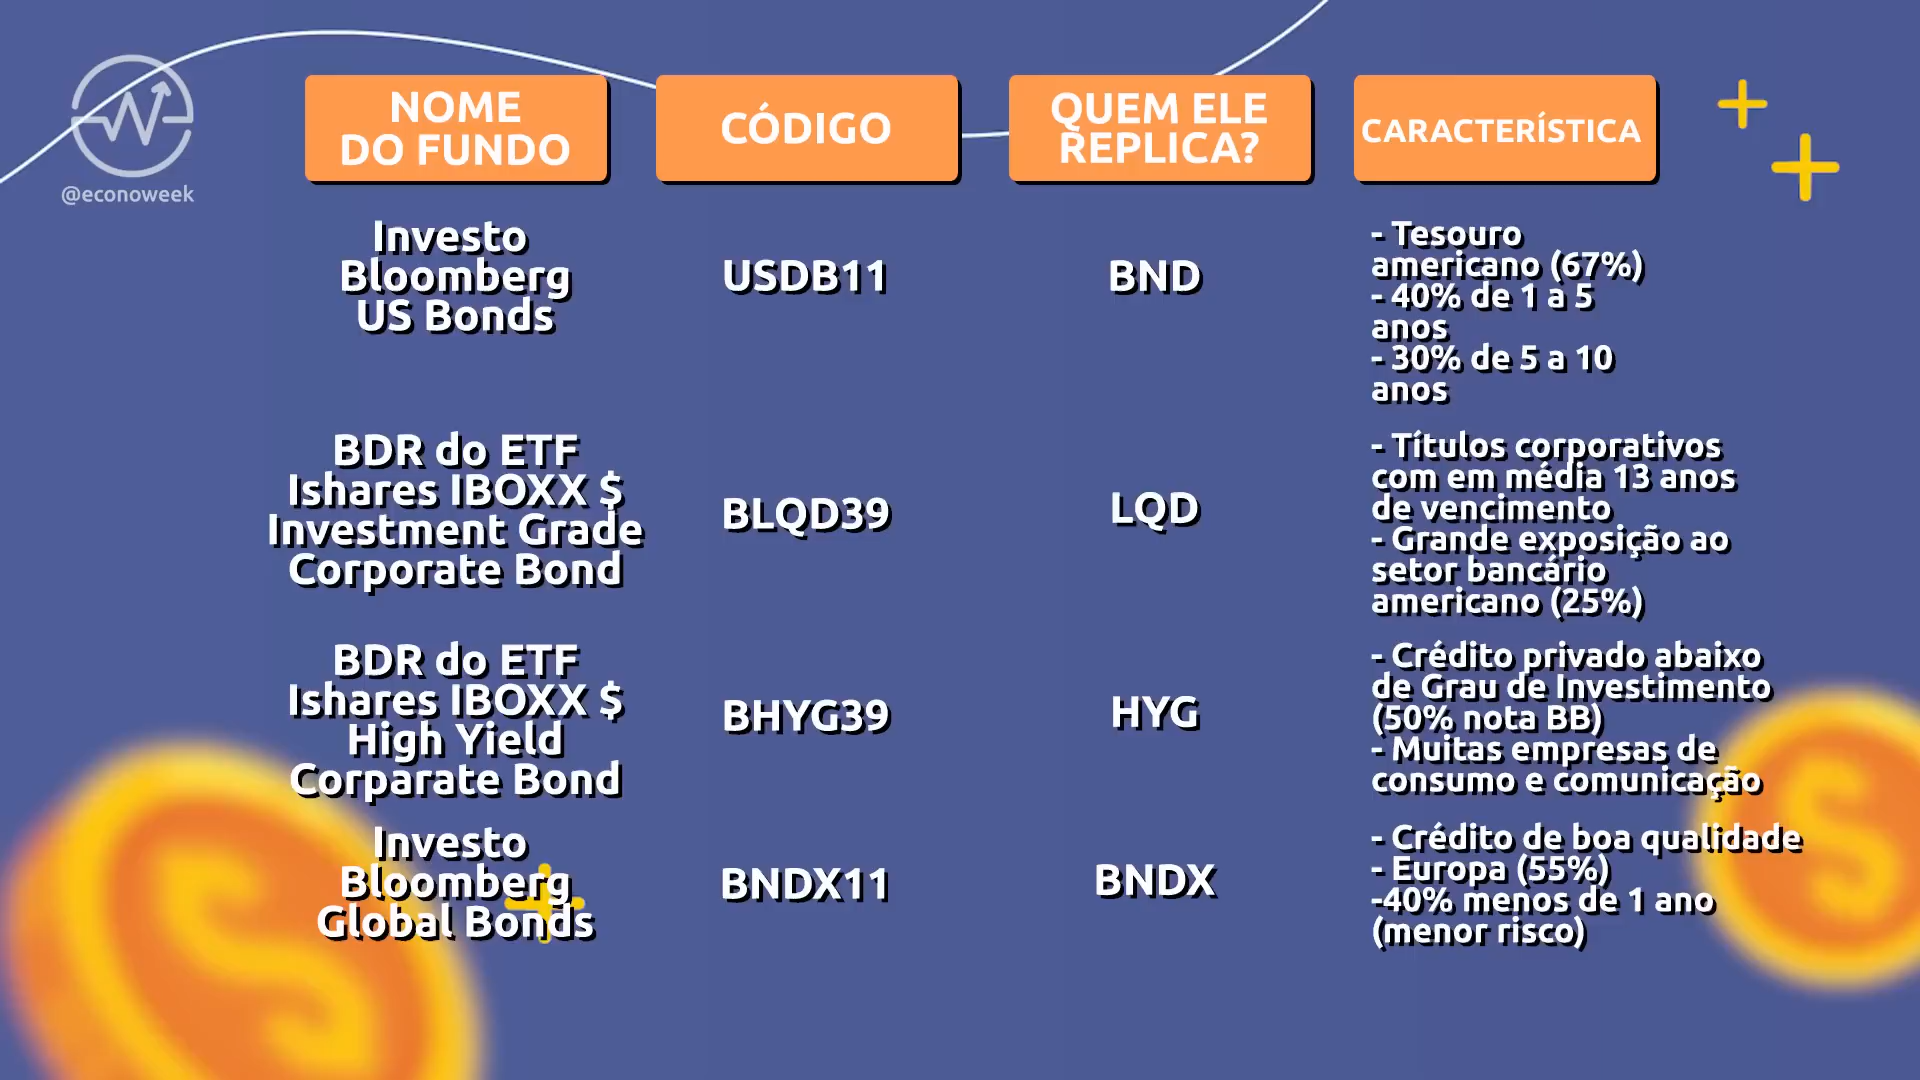 @econoweek
NOME
DO FUNDO
CÓDIGO
QUEM ELE
REPLICA?
CARACTERÍSTICA
Investo
Bloomberg
US Bonds
USDB11
BND
- Tesouro
americano (67%)
- 40% de 1 a 5
anos
- 30% de 5 a 10
anos
BDR do ETF
Ishares IBOXX $
Investment Grade
Corporate Bond
BLQD39
LQD
- Títulos corporativos
com em média 13 anos
de vencimento
- Grande exposição ao
setor bancário
americano (25%)
BDR do ETF
Ishares IBOXX $
High Yield
Corparate Bond
BHYG39
HYG
- Crédito privado abaixo
de Grau de Investimento
(50% nota BB)
- Muitas empresas de
consumo e comunicação
Investo
Bloomberg
Global Bonds
BNDX11
BNDX
- Crédito de boa qualidade
- Europa (55%)
-40% menos de 1 ano
(menor risco)